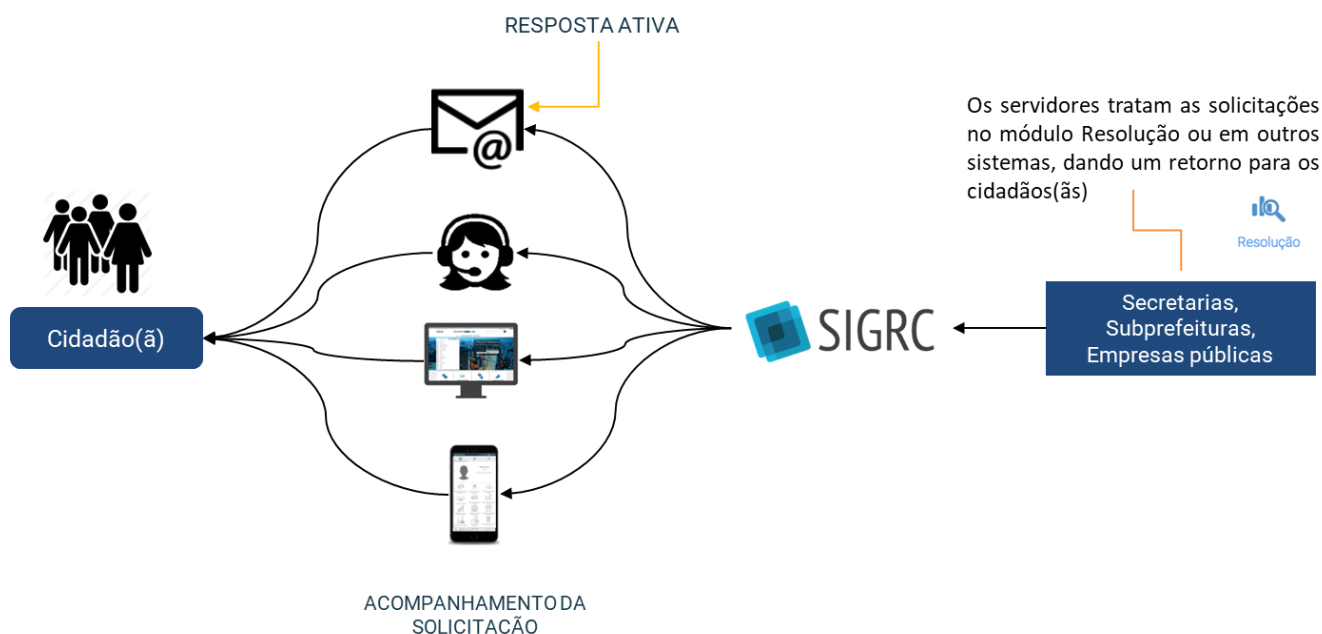 RESPOSTA ATIVA
Os servidores tratam as solicitações
no módulo Resolução ou em outros
sistemas, dando um retorno para os
cidadãos(ãs)
Resolução
Cidadão(ã)
@
SIGRC
Secretarias,
Subprefeituras,
Empresas públicas
ACOMPANHAMENTO DA
SOLICITACÃO